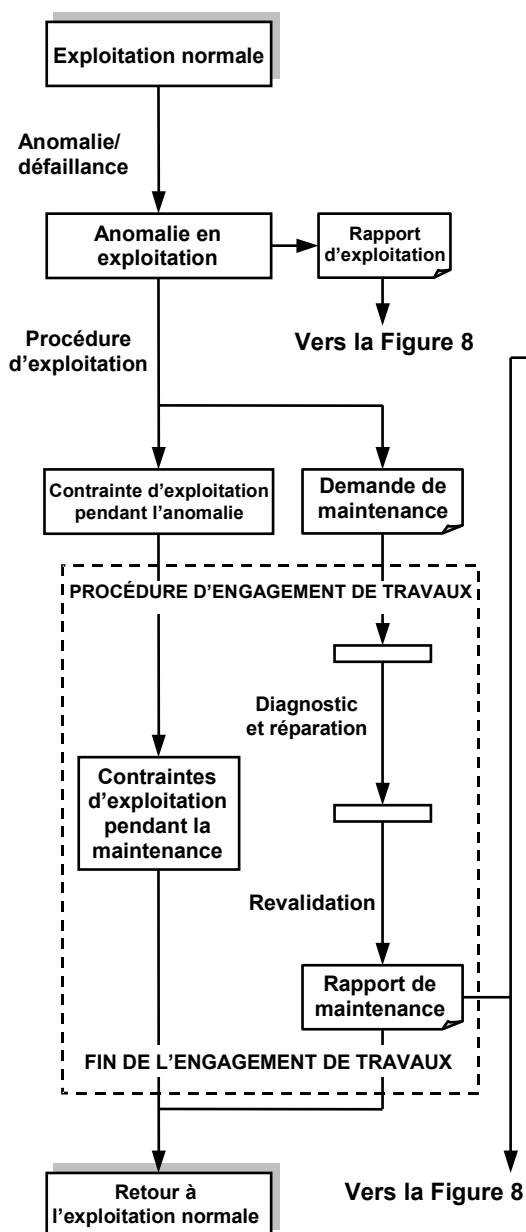 Exploitation normale
Anomalie/
défaillance
Anomalie en
exploitation
Rapport
d'exploitation
Vers la Figure 8
Procédure
d'exploitation
Contrainte d'exploitation
pendant l'anomalie
Demande de
maintenance
PROCÉDURE D'ENGAGEMENT DE TRAVAUX
Diagnostic
et réparation
Contraintes
d'exploitation
pendant la
maintenance
Revalidation
Rapport de
maintenance
FIN DE L'ENGAGEMENT DE TRAVAUX
Retour à
l'exploitation normale
Vers la Figure 8